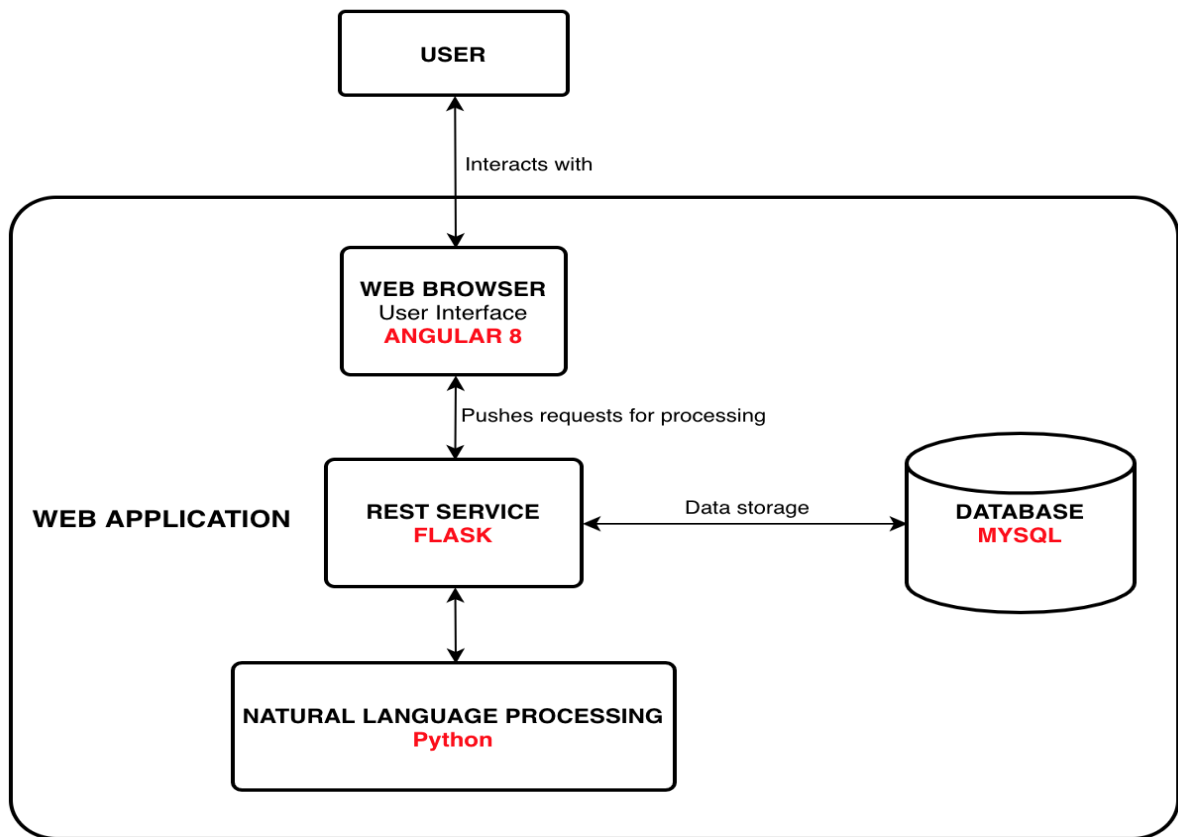 USER
Interacts with
WEB BROWSER
User Interface
ANGULAR 8
Pushes requests for processing
WEB APPLICATION
REST SERVICE
FLASK
Data storage
DATABASE
MYSQL
NATURAL LANGUAGE PROCESSING
Python